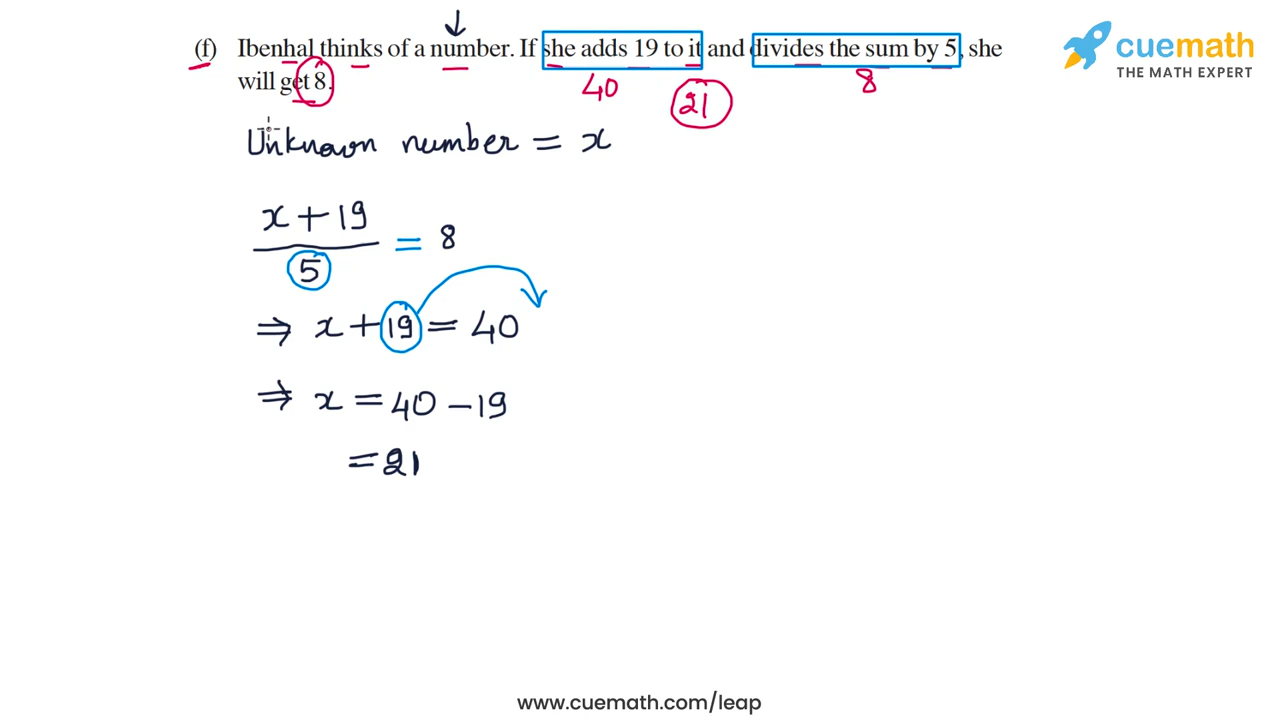 (f) Ibenhal thinks of a number. If she adds 19 to it and divides the sum by 5, she
will get 8.
40
21
8
cuemath
THE MATH EXPERT
Unknown number = x
x + 19
5
= 8
⇒ x + 19 = 40
⇒ x = 40 - 19
= 21
www.cuemath.com/leap